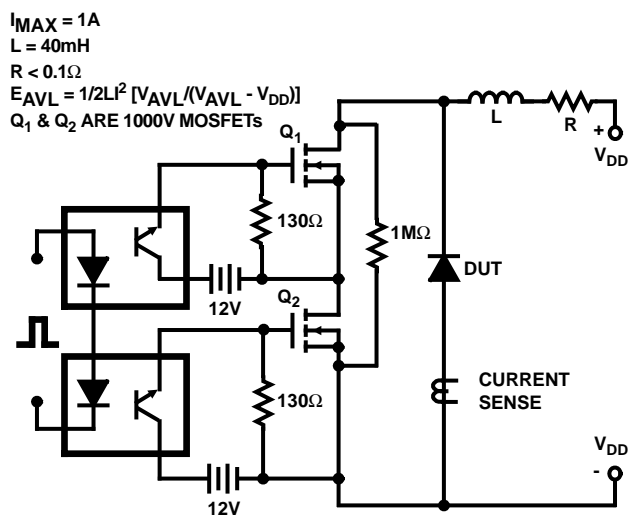 IMAX = 1A
L = 40mH
R < 0.1Ω
EAVL = 1/2LI2 [VAVL/(VAVL - VDD)]
Q1 & Q2 ARE 1000V MOSFETs
Q1
L
R
+
VDD
130Ω
1MΩ
DUT
12V
Q2
CURRENT
SENSE
130Ω
VDD
-
12V